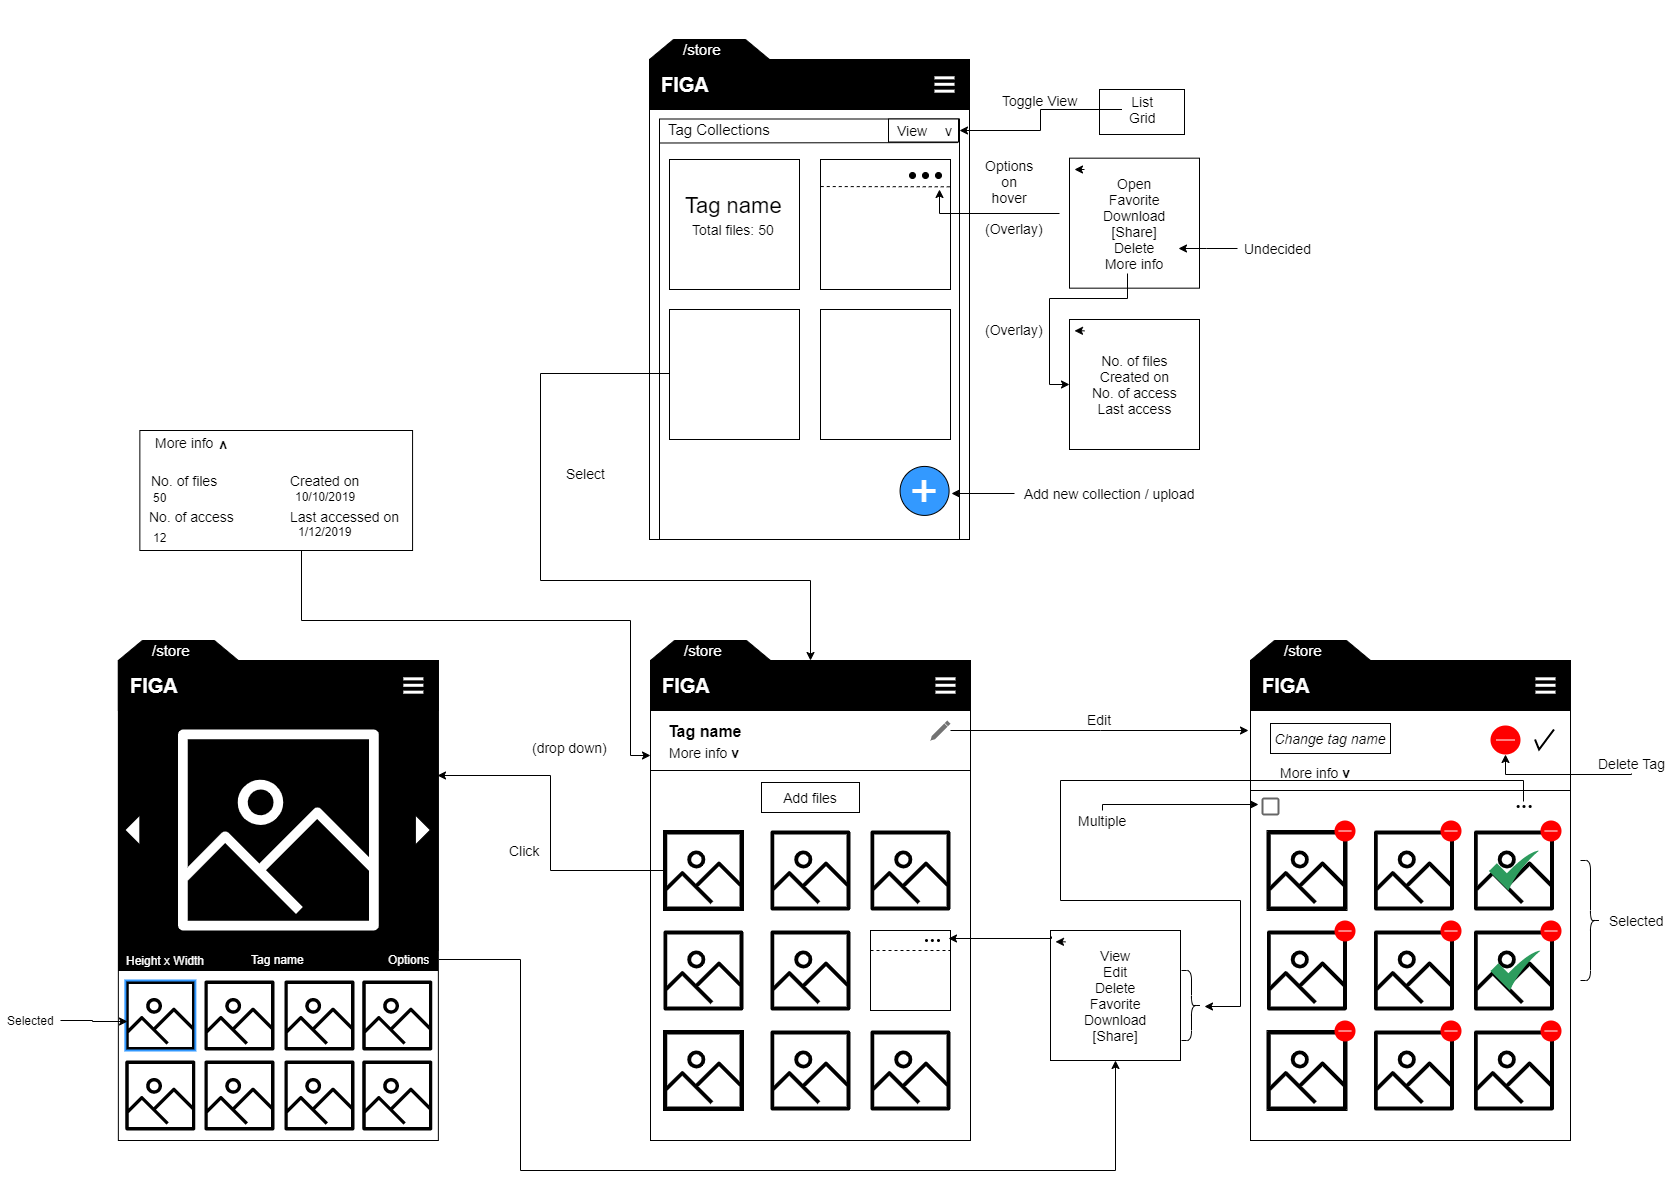 /store
FIGA
Tag Collections
View v
Toggle View
List
Grid
Tag name
Total files: 50
Options
on
hover
(Overlay)
Open
Favorite
Download
[Share]
Delete
More info
Undecided
(Overlay)
No. of files
Created on
No. of access
Last access
Select
Add new collection / upload
More info ʌ
No. of files
50
Created on
10/10/2019
No. of access
12
Last accessed on
1/12/2019
(drop down)
/store
FIGA
Height x Width
Tag name
Options
Selected
Click
/store
FIGA
Tag name
More info v
Add files
Edit
View
Edit
Delete
Favorite
Download
[Share]
/store
FIGA
Change tag name
More info v
Delete Tag
Multiple
Selected